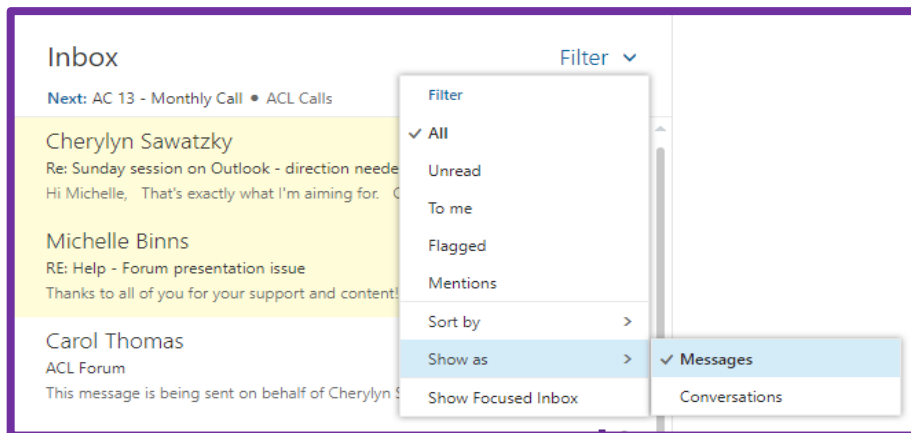 Inbox
Filter
Next: AC 13 - Monthly Call • ACL Calls
Cherylyn Sawatzky
Re: Sunday session on Outlook - direction neede
Hi Michelle, That's exactly what I'm aiming for.
Michelle Binns
RE: Help - Forum presentation issue
Thanks to all of you for your support and content!
Carol Thomas
ACL Forum
This message is being sent on behalf of Cherylyn S
Filter
All
Unread
To me
Flagged
Mentions
Sort by
Show as
Show Focused Inbox
Messages
Conversations